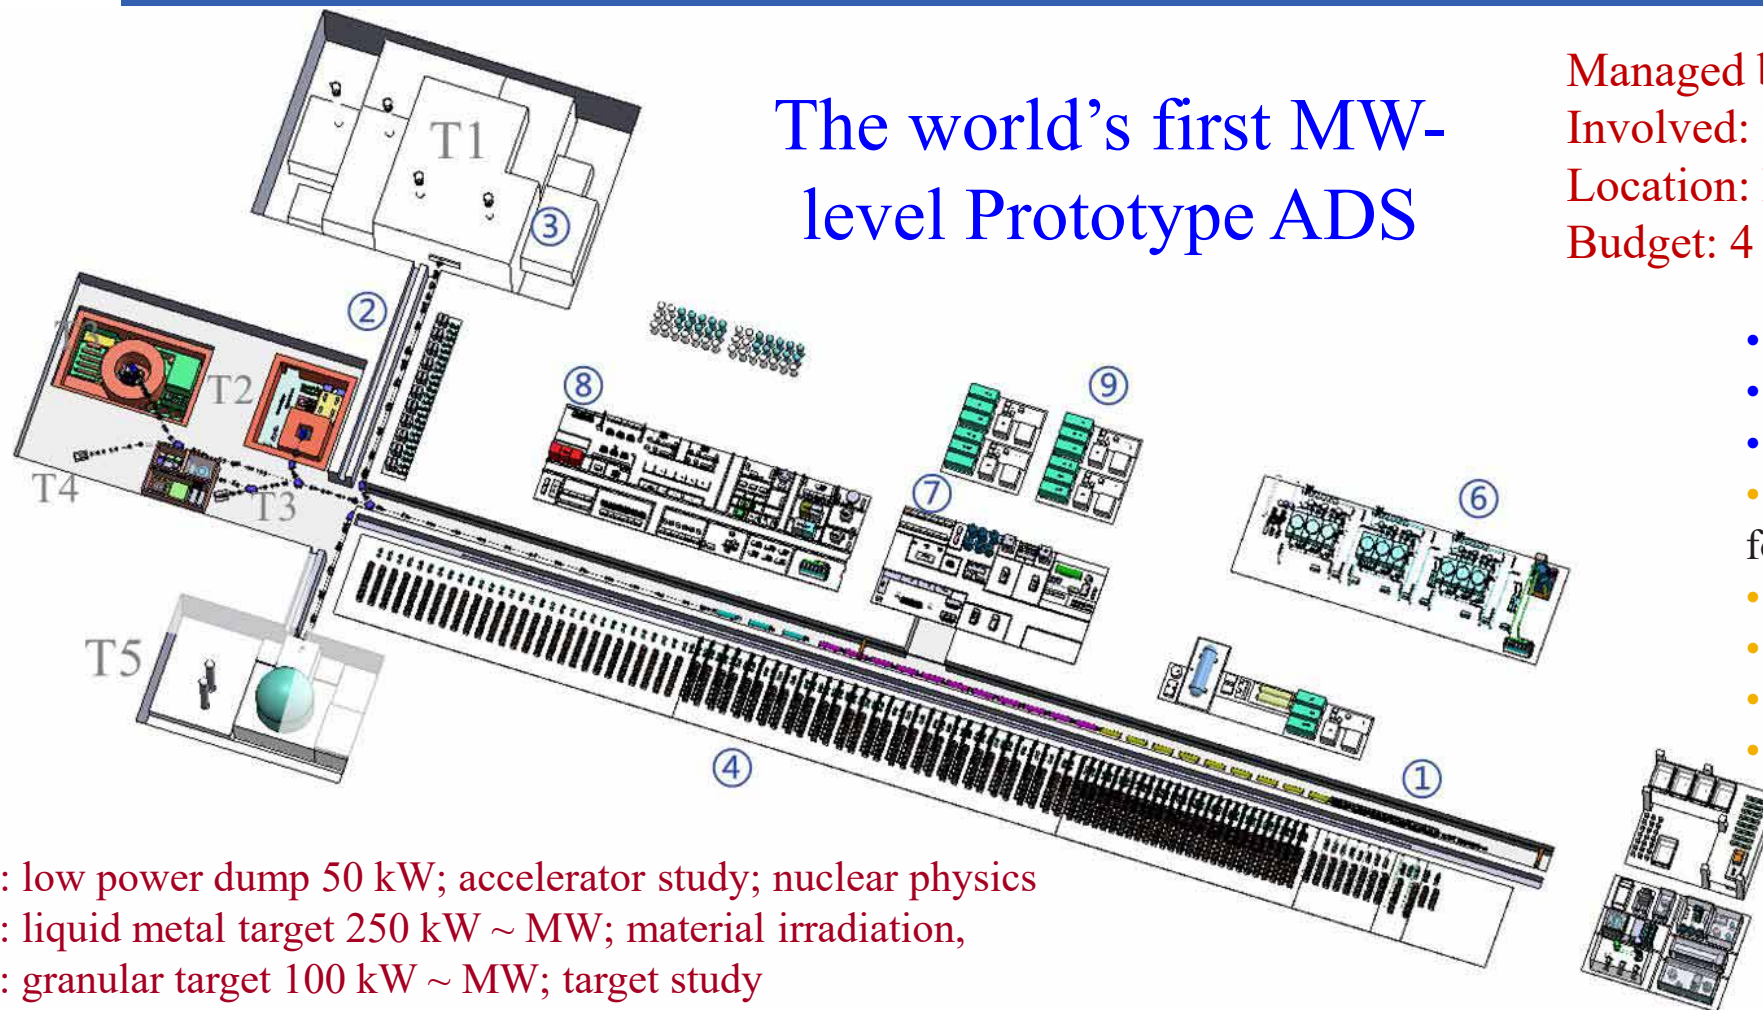 The world’s first MW-
level Prototype ADS
Managed
Involved:
Location:
Budget: 4
T1
③
②
T2
⑧
⑨
⑦
⑥
T4
T3
T5
④
①
: low power dump 50 kW; accelerator study; nuclear physics
: liquid metal target 250 kW ~ MW; material irradiation,
: granular target 100 kW ~ MW; target study